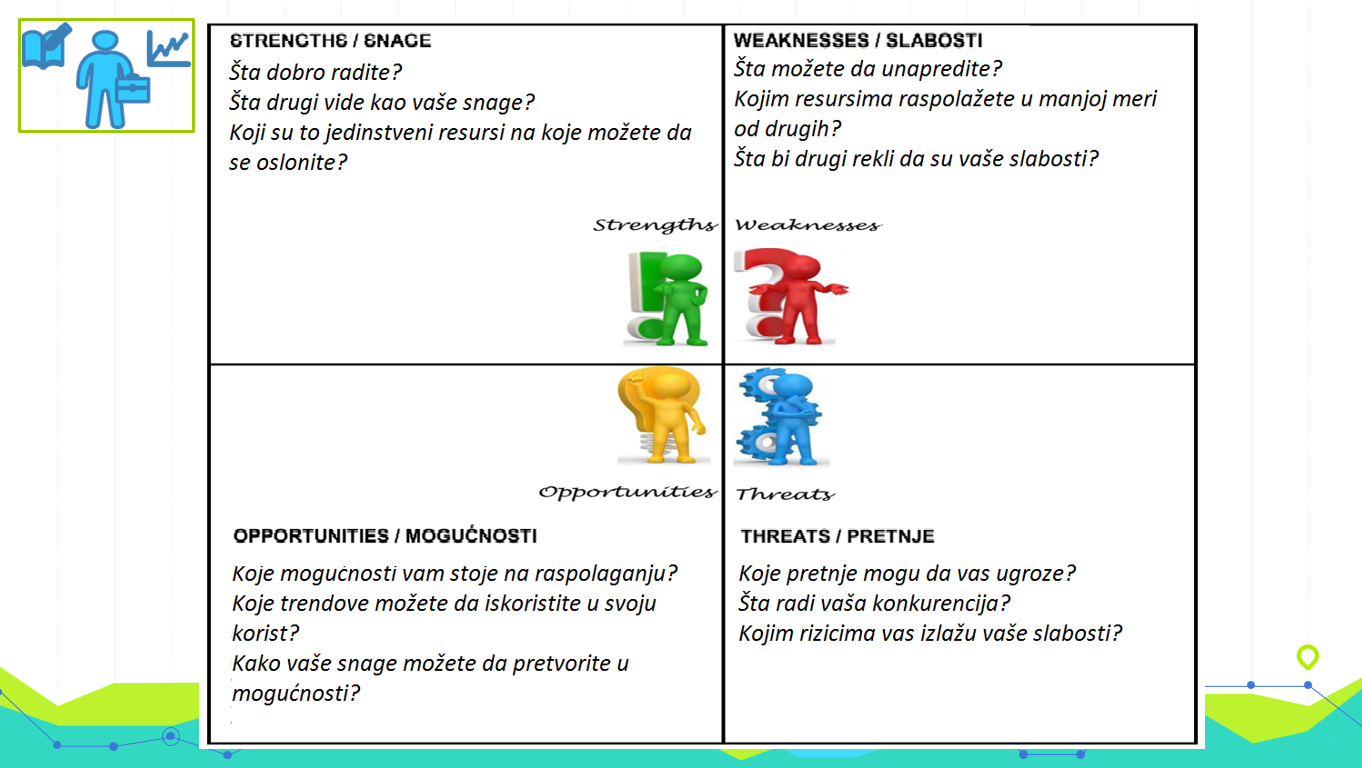 STRENGTHS / SNAGE
Šta dobro radite?
Šta drugi vide kao vaše snage?
Koji su to jedinstveni resursi na koje možete da
se oslonite?
Strengths
WEAKNESSES / SLABOSTI
Šta možete da unapredite?
Kojim resursima raspolažete u manjoj meri
od drugih?
Šta bi drugi rekli da su vaše slabosti?
Weaknesses
Opportunities
OPPORTUNITIES / MOGUĆNOSTI
Koje mogućnosti vam stoje na raspolaganju?
Koje trendove možete da iskoristite u svoju
korist?
Kako vaše snage možete da pretvorite u
mogućnosti?
Threats
THREATS / PRETNJE
Koje pretnje mogu da vas ugroze?
Šta radi vaša konkurencija?
Kojim rizicima vas izlažu vaše slabosti?